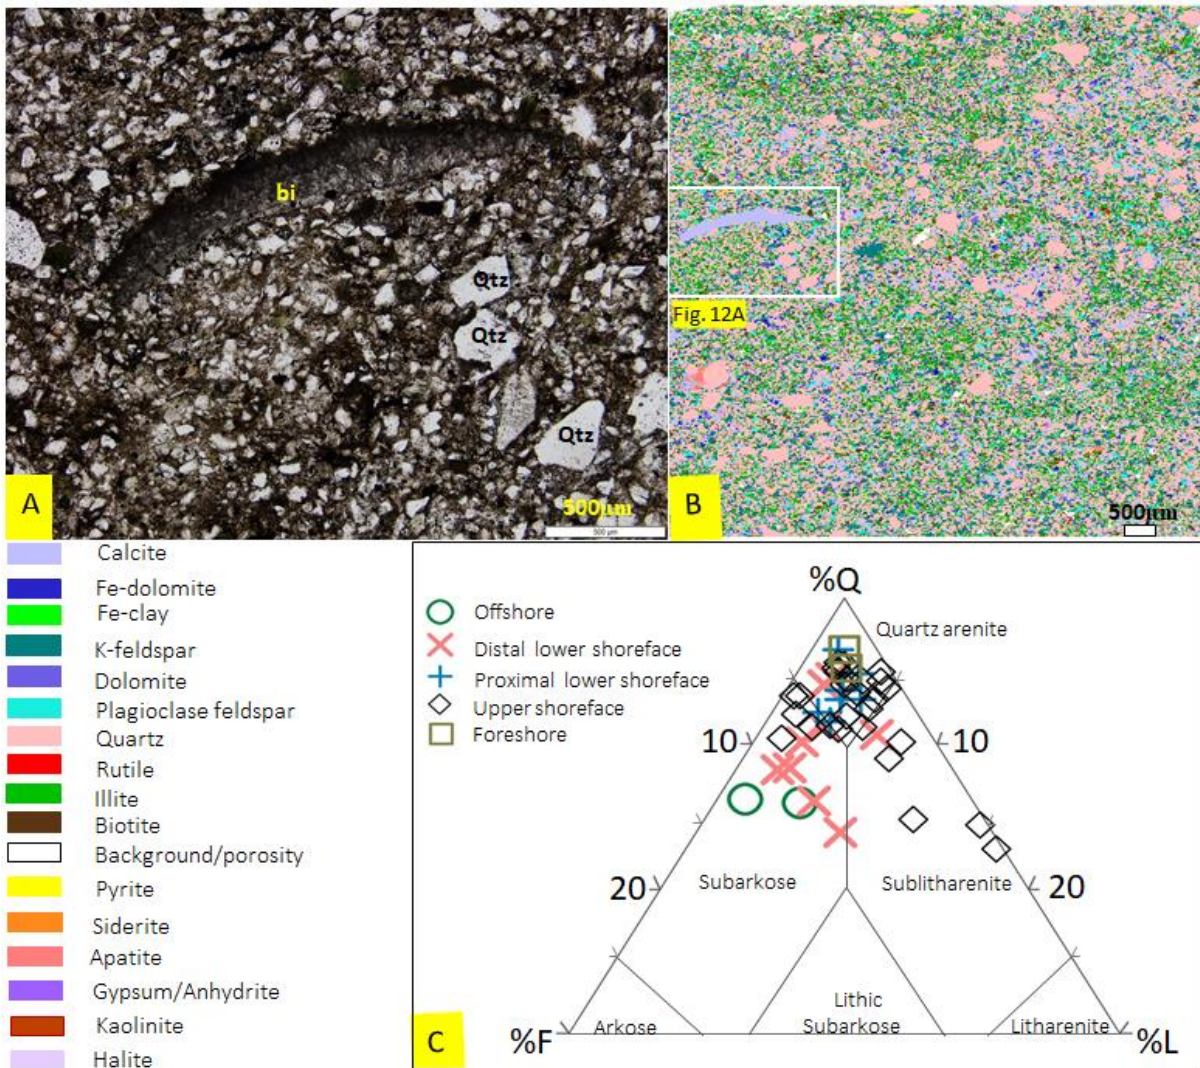 bi
Qtz
Qtz
Qtz
A
500μm
500 μm
Fig. 12A
B
500μm
Calcite
Fe-dolomite
Fe-clay
K-feldspar
Dolomite
Plagioclase feldspar
Quartz
Rutile
Illite
Biotite
Background/porosity
Pyrite
Siderite
Apatite
Gypsum/Anhydrite
Kaolinite
Halite
%Q
Offshore
Distal lower shoreface
Proximal lower shoreface
Upper shoreface
Foreshore
Quartz arenite
10
10
Subarkose
Sublitharenite
20
20
Lithic
Subarkose
Arkose
Litharenite
%F
%L
C